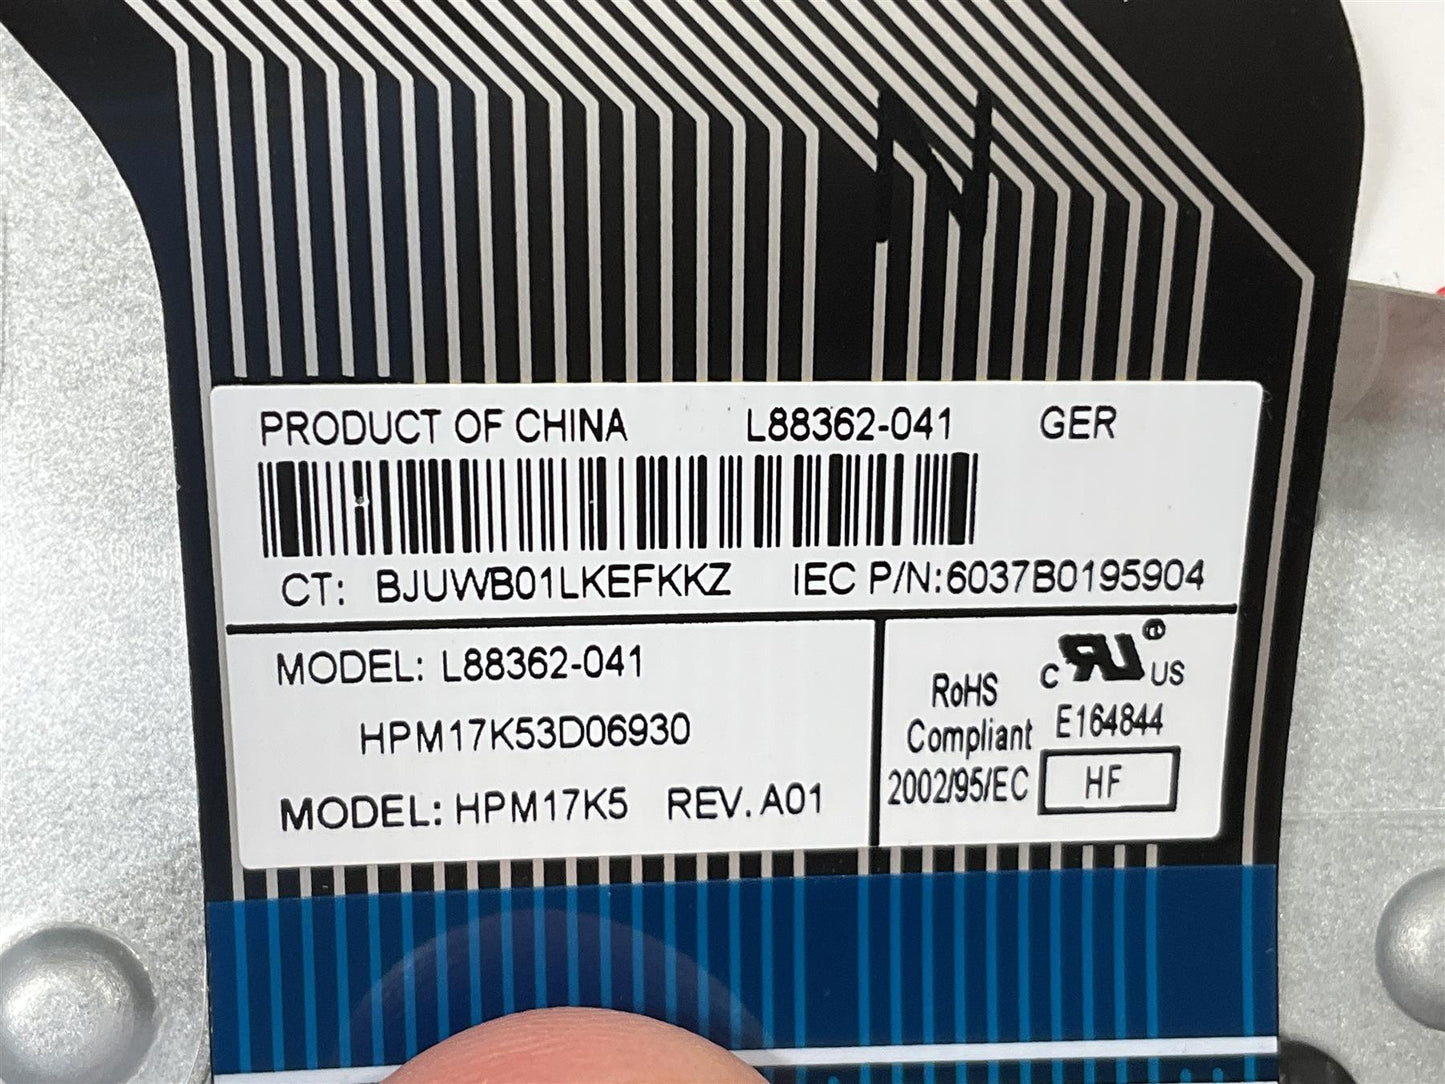 N
PRODUCT OF CHINA L88362-041 GER
CT: BJUWB01LKEFKKZ IEC P/N:6037B0195904
MODEL: L88362-041
HPM17K53D06930
MODEL: HPM17K5 REV. A01
RoHS
Compliant
2002/95/EC
c RU ® US
E164844
HF